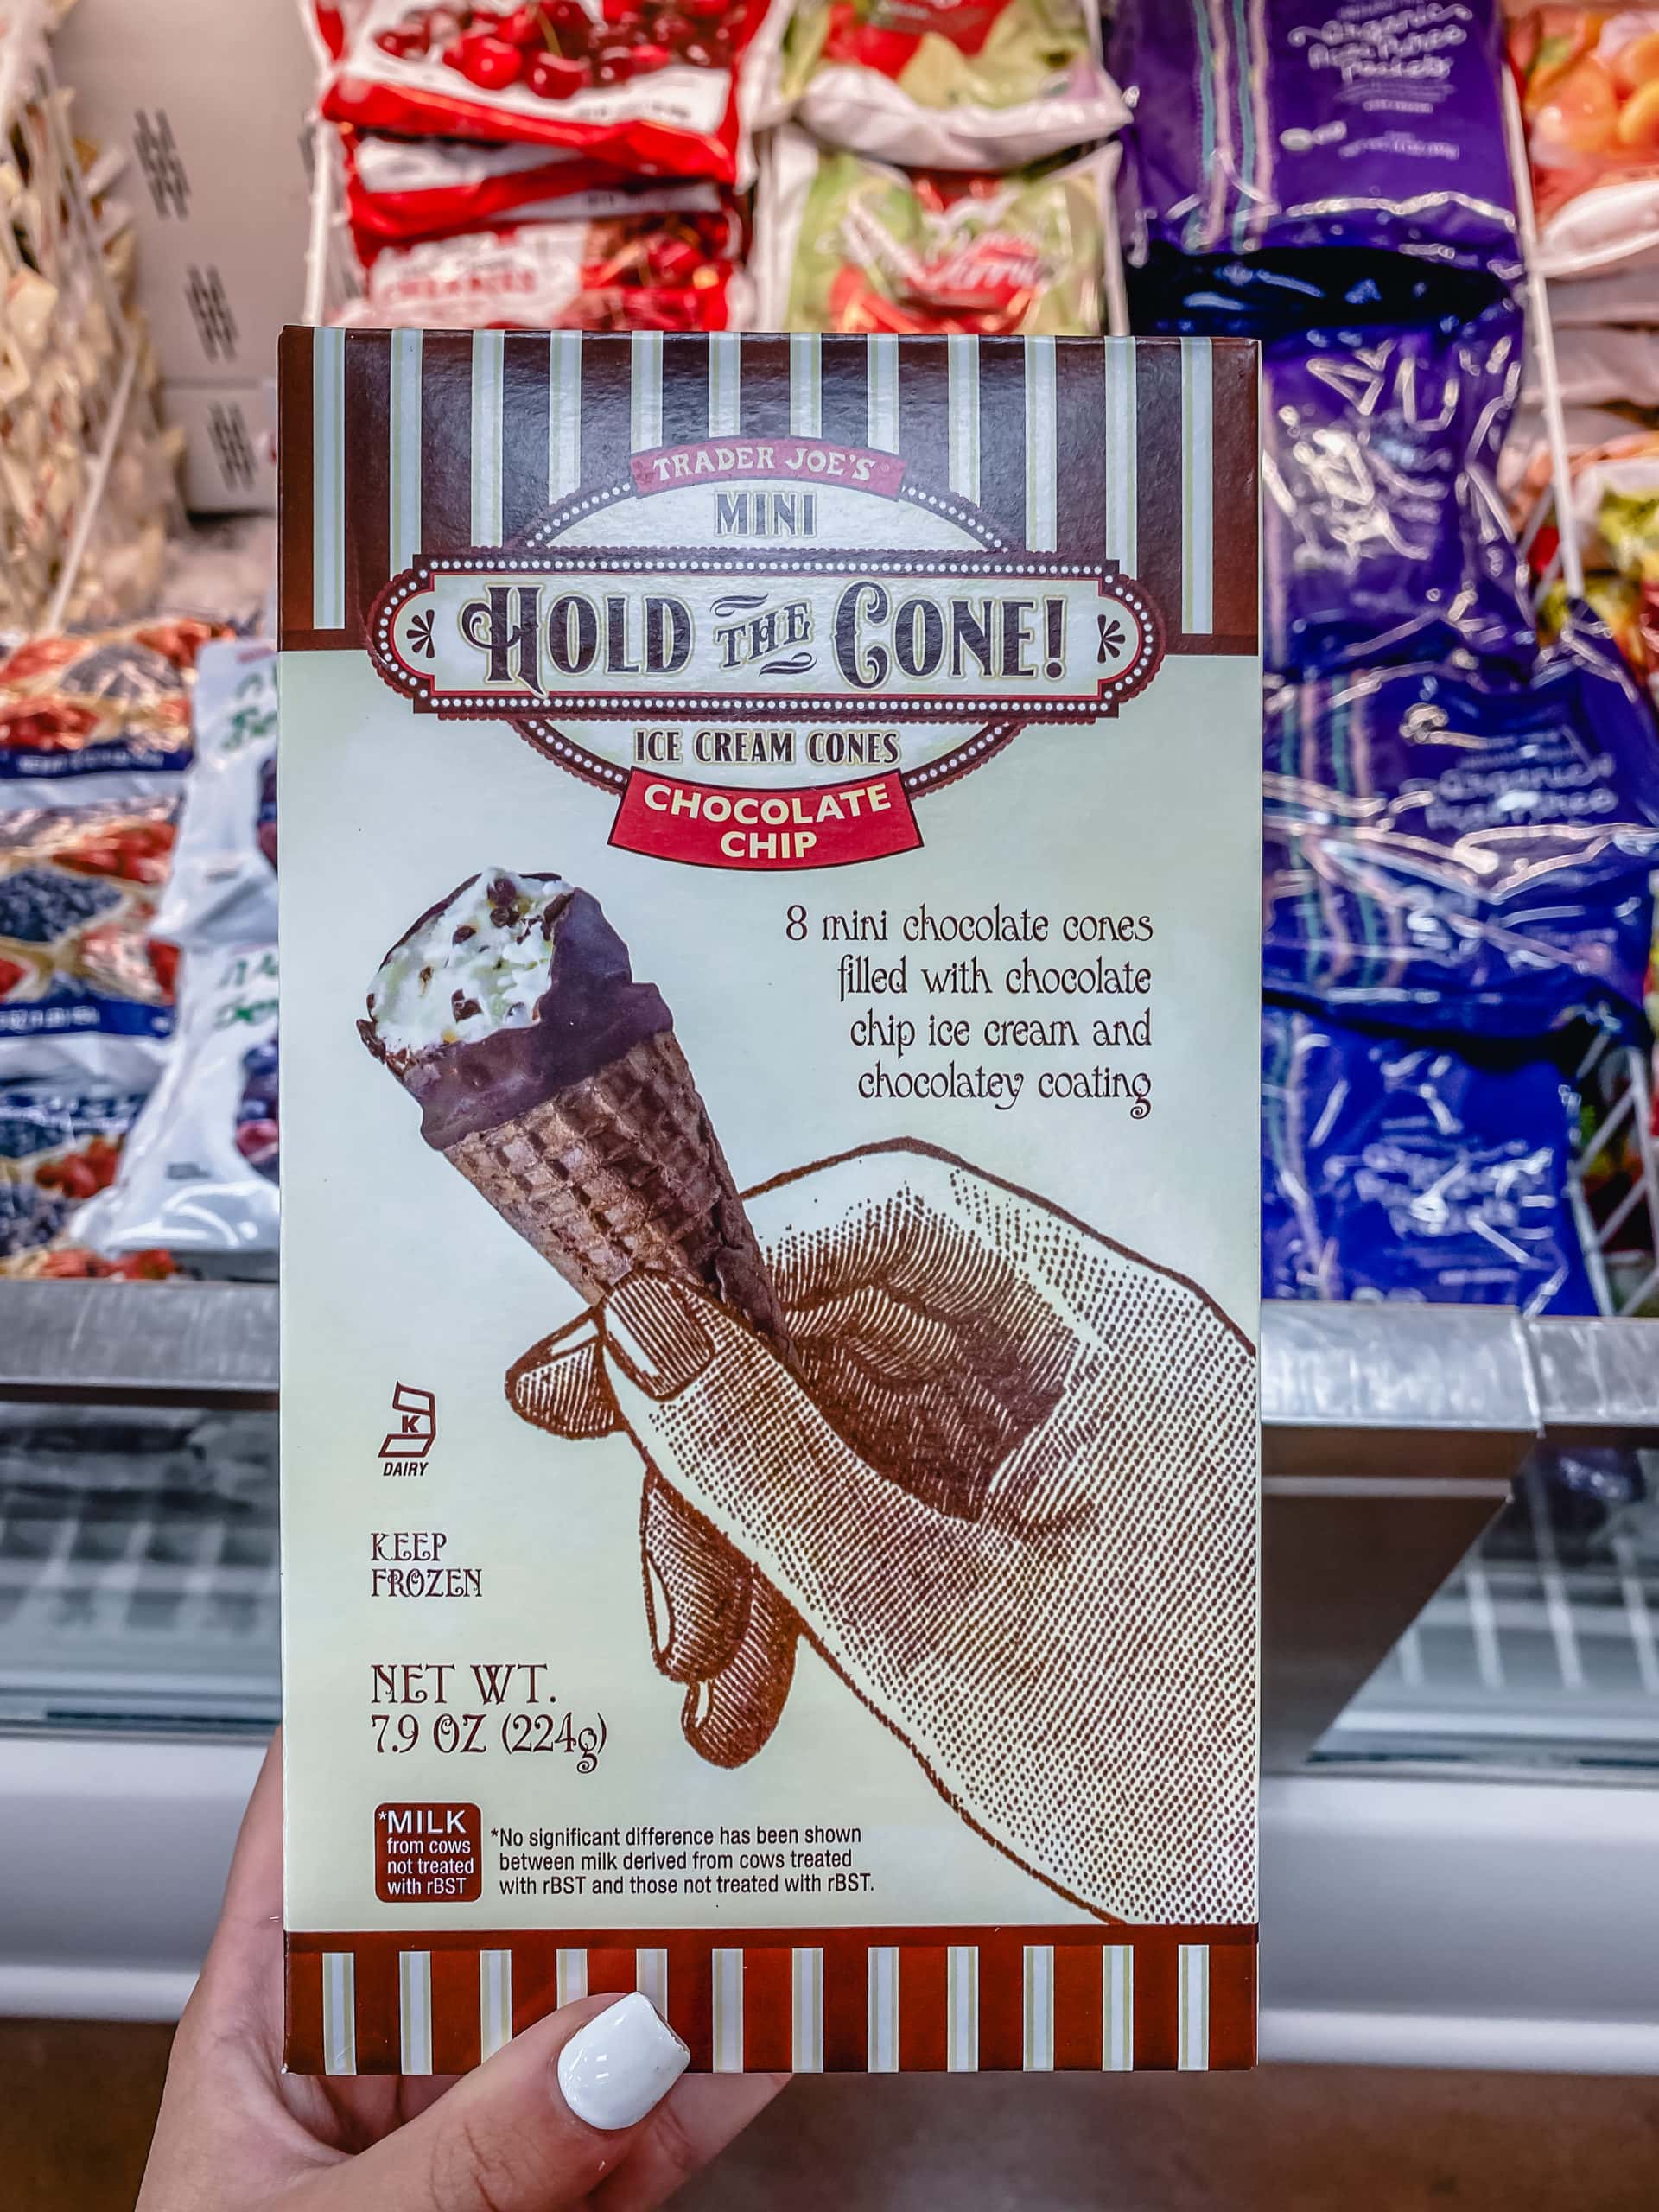 TRADER JOE'S
MINI
HOLD THE CONE!
ICE CREAM CONES
CHOCOLATE
CHIP
8 mini chocolate cones
filled with chocolate
chip ice cream and
chocolatey coating
K
DAIRY
KEEP
FROZEN
NET WT.
7.9 OZ (224g)
*MILK
from cows
not treated
with rBST
*No significant difference has been shown
between milk derived from cows treated
with rBST and those not treated with rBST.